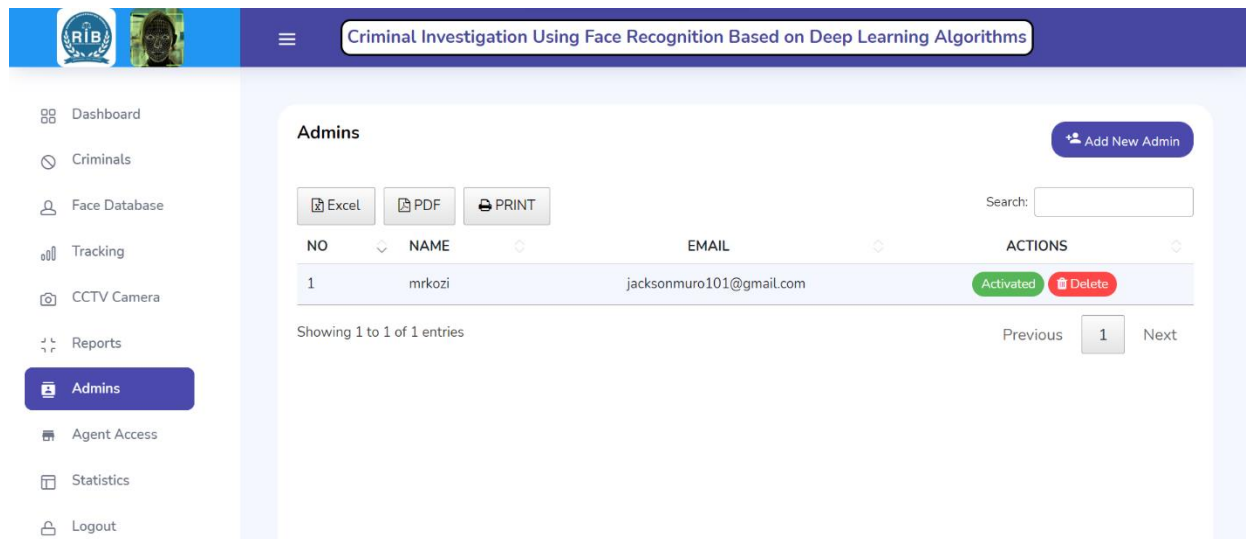 RIB
Criminal Investigation Using Face Recognition Based on Deep Learning Algorithms
Dashboard
Criminals
Face Database
Tracking
CCTV Camera
Reports
Admins
Agent Access
Statistics
Logout
Admins
Add New Admin
Excel PDF PRINT
Search:
NO NAME EMAIL ACTIONS
1 mrkozi jacksonmuro101@gmail.com Activated Delete
Showing 1 to 1 of 1 entries
Previous 1 Next